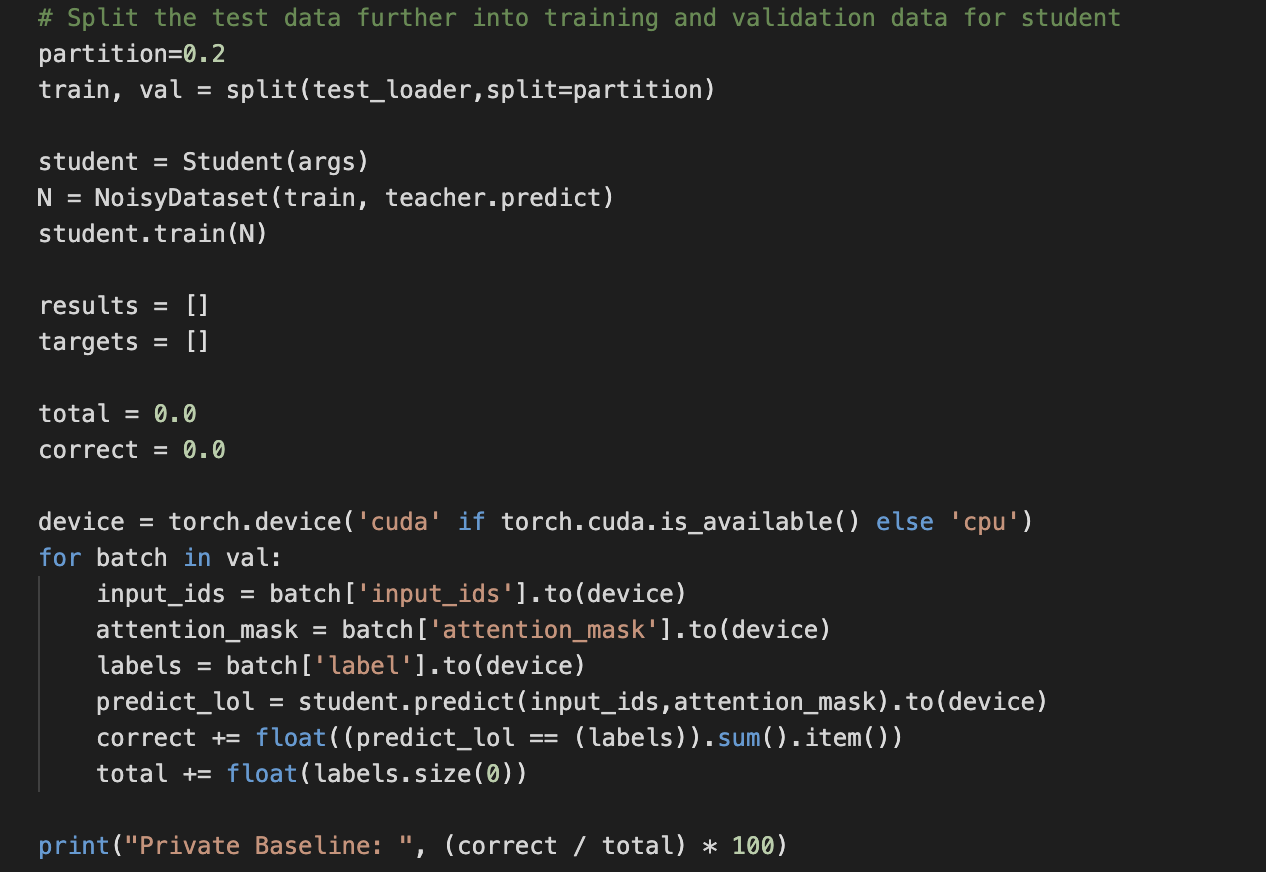 # Split the test data further into training and validation data for student
partition=0.2
train, val = split(test_loader,split=partition)
student = Student(args)
N = NoisyDataset(train, teacher.predict)
student.train(N)
results = []
targets = []
total = 0.0
correct = 0.0
device = torch.device('cuda' if torch.cuda.is_available() else 'cpu')
for batch in val:
    input_ids = batch['input_ids'].to(device)
    attention_mask = batch['attention_mask'].to(device)
    labels = batch['label'].to(device)
    predict_lol = student.predict(input_ids,attention_mask).to(device)
    correct += float((predict_lol == (labels)).sum().item())
    total += float(labels.size(0))
print("Private Baseline: ", (correct / total) * 100)